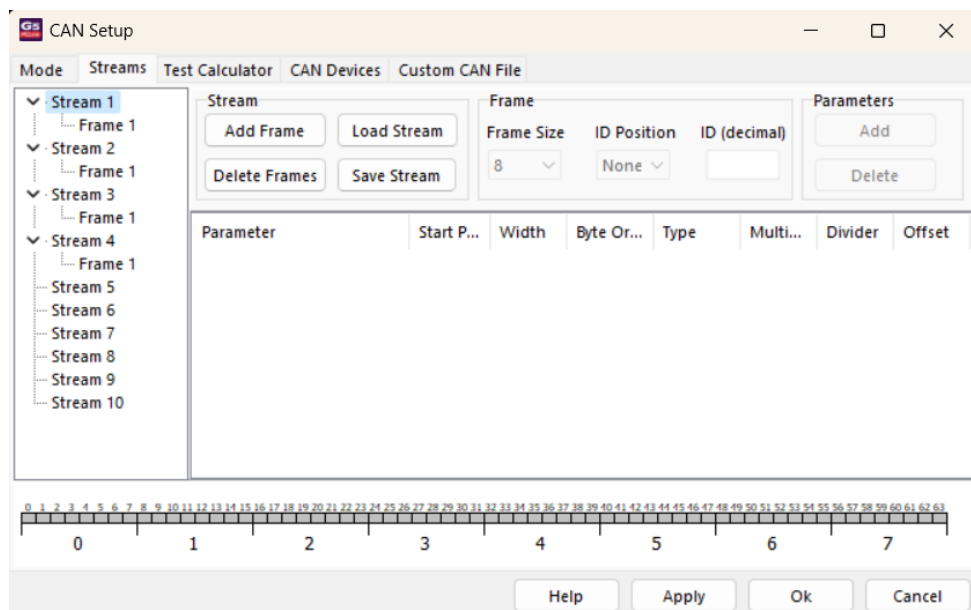 G5
CAN Setup
Mode Streams Test Calculator CAN Devices Custom CAN File
Stream 1
Frame 1
Stream 2
Frame 1
Stream 3
Frame 1
Stream 4
Frame 1
Stream 5
Stream 6
Stream 7
Stream 8
Stream 9
Stream 10
Stream
Add Frame Load Stream
Delete Frames Save Stream
Frame
Frame Size ID Position ID (decimal)
8 None
Parameters
Add
Delete
Parameter Start P... Width Byte Or... Type Multi... Divider Offset
0 1 2 3 4 5 6 7 8 9 10 11 12 13 14 15 16 17 18 19 20 21 22 23 24 25 26 27 28 29 30 31 32 33 34 35 36 37 38 39 40 41 42 43 44 45 46 47 48 49 50 51 52 53 54 55 56 57 58 59 60 61 62 63
0 1 2 3 4 5 6 7
Help Apply Ok Cancel